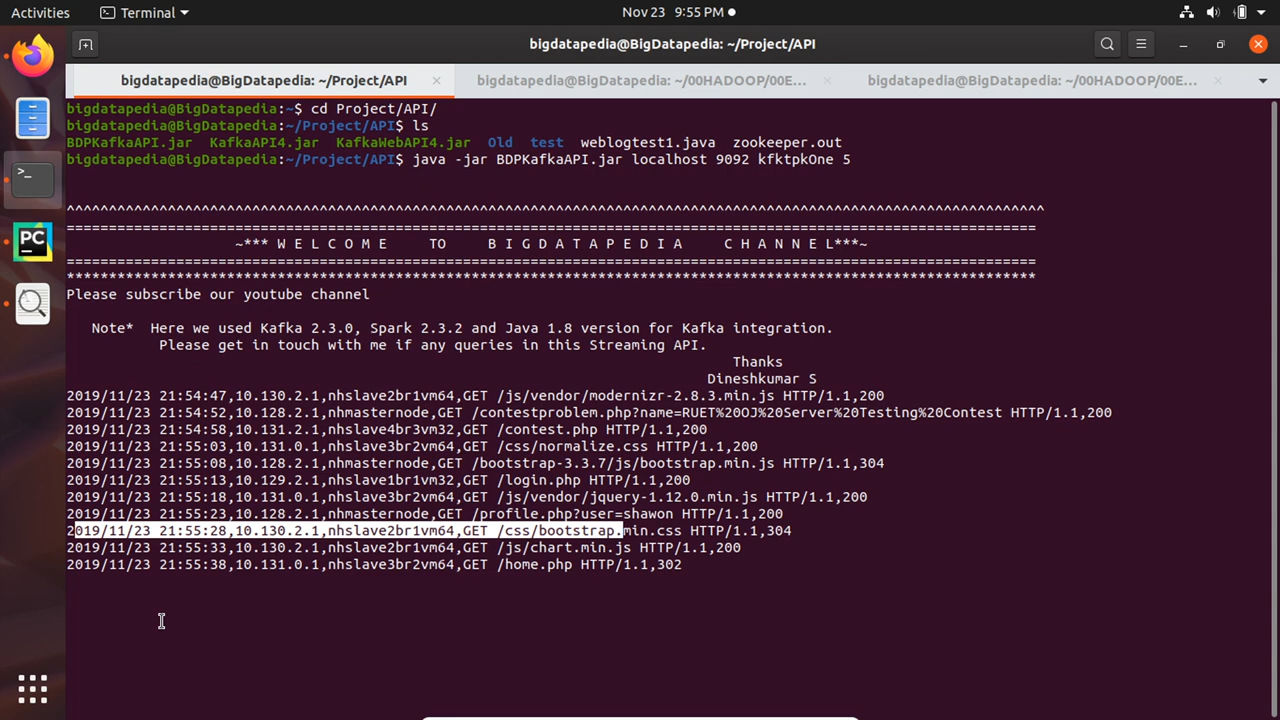 Activities
Terminal
Nov 23 9:55 PM
bigdatapedia@BigDatapedia: ~/Project/API
bigdatapedia@BigDatapedia: ~/Project/API
bigdatapedia@BigDatapedia: ~/00HADOOP/00E...
bigdatapedia@BigDatapedia: ~/00HADOOP/00E...
bigdatapedia@BigDatapedia:~$ cd Project/API/
bigdatapedia@BigDatapedia:~/Project/API$ ls
BDPKafkaAPI.jar KafkaAPI4.jar KafkaWebAPI4.jar Old test weblogtest1.java zookeeper.out
bigdatapedia@BigDatapedia:~/Project/API$ java -jar BDPKafkaAPI.jar localhost 9092 kfktpkOne 5
^^^^^^^^^^^^^^^^^^^^^^^^^^^^^^^^^^^^^^^^^^^^^^^^^^^^^^^^^^^^^^^^^^^^^^^^^^^^^^^^^^^^^^^^^^^^^^^^^^^^^^^^^^^^^^^^^^^^
===================================================================================================================
~*** W E L C O M E TO B I G D A T A P E D I A C H A N N E L***~
===================================================================================================================
*******************************************************************************************************************
Please subscribe our youtube channel
Note* Here we used Kafka 2.3.0, Spark 2.3.2 and Java 1.8 version for Kafka integration.
Please get in touch with me if any queries in this Streaming API.
Thanks
Dineshkumar S
2019/11/23 21:54:47,10.130.2.1,nhslave2br1vm64,GET /js/vendor/modernizr-2.8.3.min.js HTTP/1.1,200
2019/11/23 21:54:52,10.128.2.1,nhmasternode,GET /contestproblem.php?name=RUET%20OJ%20Server%20Testing%20Contest HTTP/1.1,200
2019/11/23 21:54:58,10.131.2.1,nhslave4br3vm32,GET /contest.php HTTP/1.1,200
2019/11/23 21:55:03,10.131.0.1,nhslave3br2vm64,GET /css/normalize.css HTTP/1.1,200
2019/11/23 21:55:08,10.128.2.1,nhmasternode,GET /bootstrap-3.3.7/js/bootstrap.min.js HTTP/1.1,304
2019/11/23 21:55:13,10.129.2.1,nhslave1br1vm32,GET /login.php HTTP/1.1,200
2019/11/23 21:55:18,10.131.0.1,nhslave3br2vm64,GET /js/vendor/jquery-1.12.0.min.js HTTP/1.1,200
2019/11/23 21:55:23,10.128.2.1,nhmasternode,GET /profile.php?user=shawon HTTP/1.1,200
2019/11/23 21:55:28,10.130.2.1,nhslave2br1vm64,GET /css/bootstrap.min.css HTTP/1.1,304
2019/11/23 21:55:33,10.130.2.1,nhslave2br1vm64,GET /js/chart.min.js HTTP/1.1,200
2019/11/23 21:55:38,10.131.0.1,nhslave3br2vm64,GET /home.php HTTP/1.1,302
PC